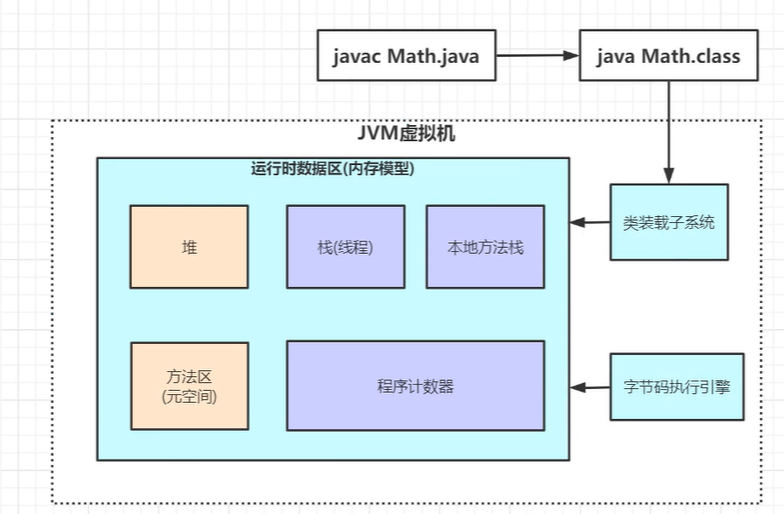 javac Math.java
java Math.class
JVM虚拟机
运行时数据区(内存模型)
堆
栈(线程)
本地方法栈
类装载子系统
方法区
(元空间)
程序计数器
字节码执行引擎